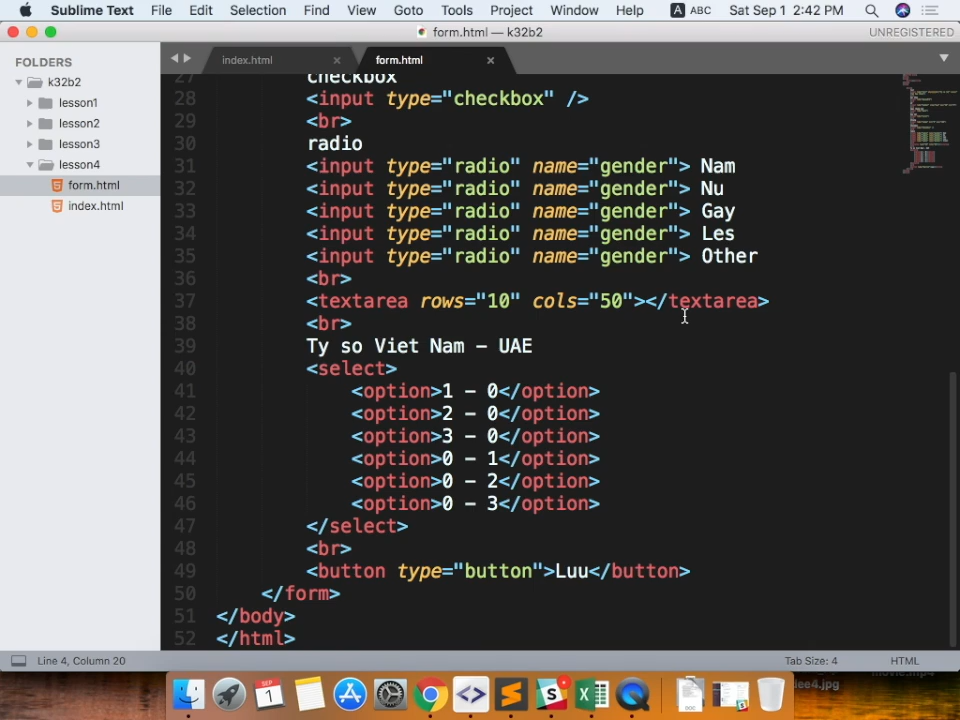 Sublime Text File Edit Selection Find View Goto Tools Project Window Help A ABC Sat Sep 1 2:42 PM
form.html — k32b2 UNREGISTERED
FOLDERS
k32b2
lesson1
lesson2
lesson3
lesson4
form.html
index.html
index.html × form.html ×
27 checkbox
28 <input type="checkbox" />
29 <br>
30 radio
31 <input type="radio" name="gender"> Nam
32 <input type="radio" name="gender"> Nu
33 <input type="radio" name="gender"> Gay
34 <input type="radio" name="gender"> Les
35 <input type="radio" name="gender"> Other
36 <br>
37 <textarea rows="10" cols="50"></textarea>
38 <br>
39 Ty so Viet Nam - UAE
40 <select>
41 <option>1 - 0</option>
42 <option>2 - 0</option>
43 <option>3 - 0</option>
44 <option>0 - 1</option>
45 <option>0 - 2</option>
46 <option>0 - 3</option>
47 </select>
48 <br>
49 <button type="button">Luu</button>
50 </form>
51 </body>
52 </html>
Line 4, Column 20 Tab Size: 4 HTML
SEP
1
DOC